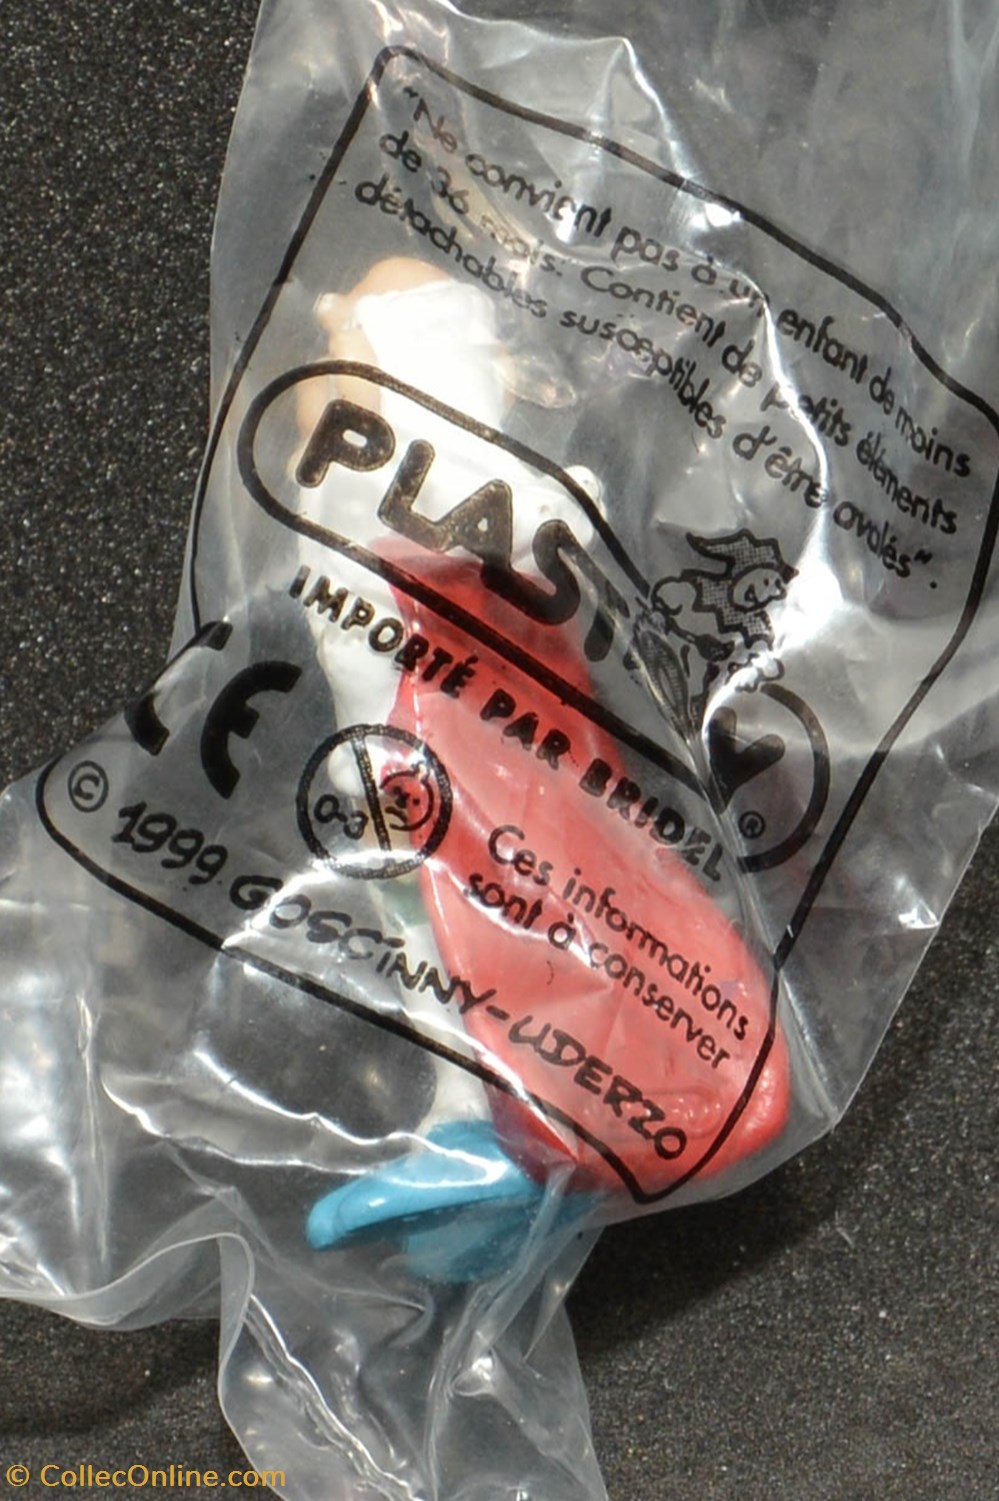 "Ne convient pas à un enfant de moins
de 36 mois. Contient de petits éléments
détachables susceptibles d'être avalés".
PLASTOY ®
IMPORTÉ PAR BRIDEL
CE
0-3
Ces informations
sont à conserver
© 1999 GOSCINNY-UDERZO
© CollecOnline.com